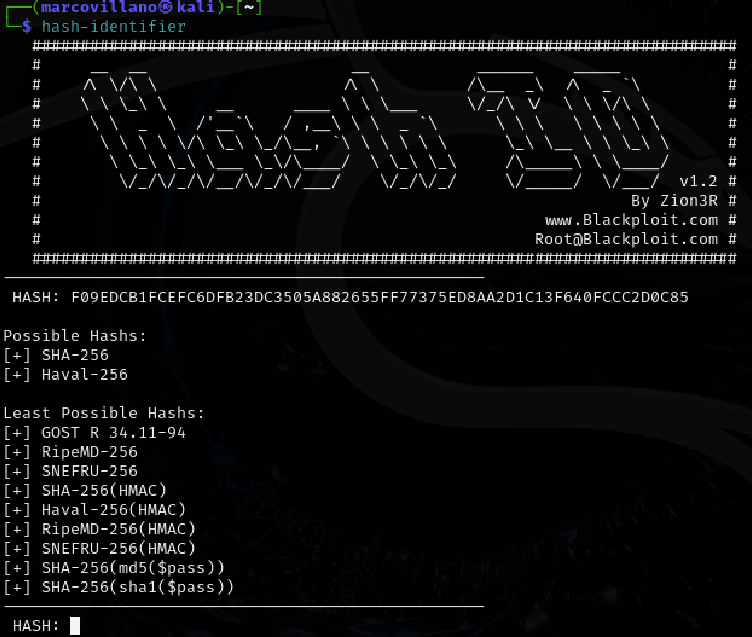 (marcovillano㉿kali)-[~]
$ hash-identifier
#########################################################################
Hash ID
v1.2
By Zion3R
www.Blackploit.com
Root@Blackploit.com
#########################################################################
HASH: F09EDCB1FCEFC6DFB23DC3505A882655FF77375ED8AA2D1C13F640FCCC2D0C85
Possible Hashs:
[+] SHA-256
[+] Haval-256
Least Possible Hashs:
[+] GOST R 34.11-94
[+] RipeMD-256
[+] SNEFRU-256
[+] SHA-256(HMAC)
[+] Haval-256(HMAC)
[+] RipeMD-256(HMAC)
[+] SNEFRU-256(HMAC)
[+] SHA-256(md5($pass))
[+] SHA-256(sha1($pass))
HASH: